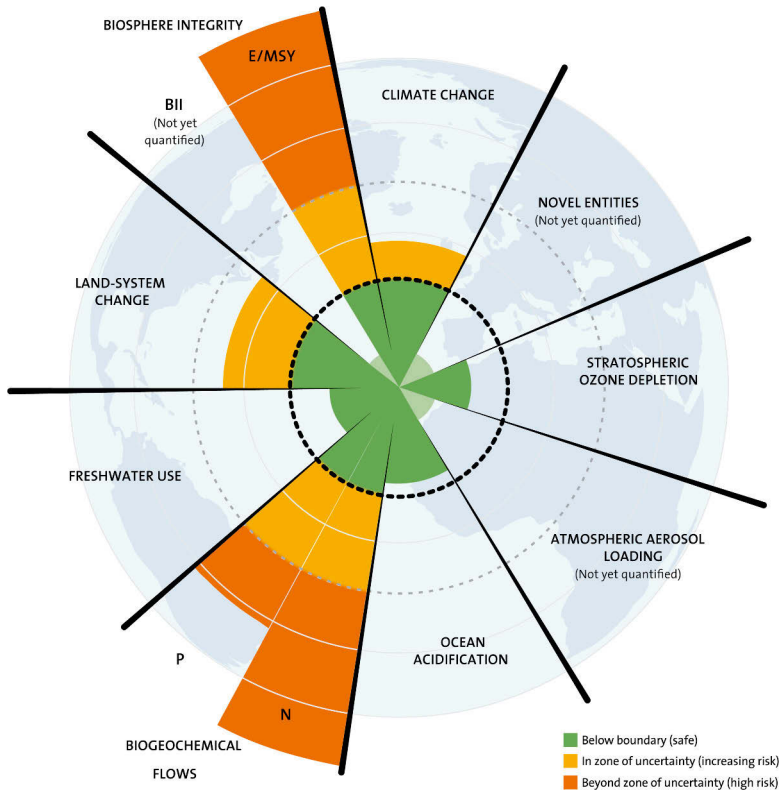 BIOSPHERE INTEGRITY
E/MSY
BII
(Not yet
quantified)
CLIMATE CHANGE
NOVEL ENTITIES
(Not yet quantified)
LAND-SYSTEM
CHANGE
STRATOSPHERIC
OZONE DEPLETION
FRESHWATER USE
ATMOSPHERIC AEROSOL
LOADING
(Not yet quantified)
OCEAN
ACIDIFICATION
P
N
BIOGEOCHEMICAL
FLOWS
Below boundary (safe)
In zone of uncertainty (increasing risk)
Beyond zone of uncertainty (high risk)